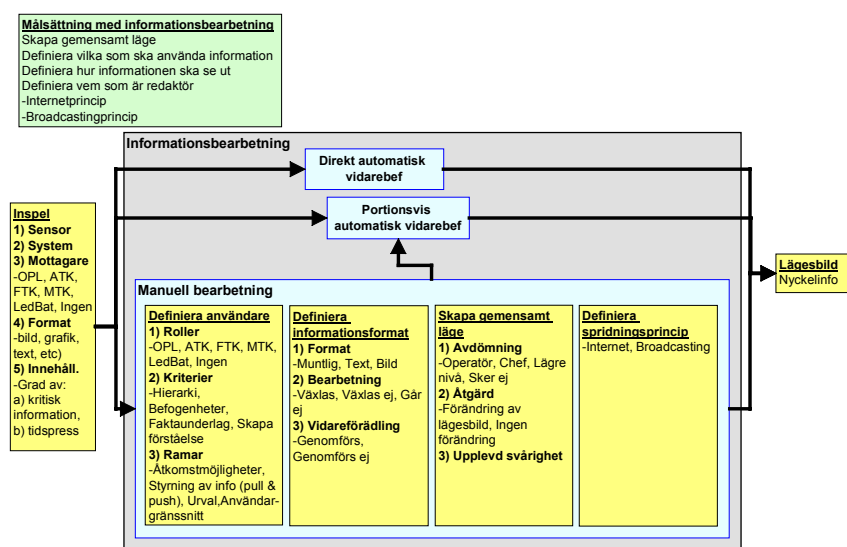 Målsättning med informationsbearbetning
Skapa gemensamt läge
Definiera vilka som ska använda information
Definiera hur informationen ska se ut
Definiera vem som är redaktör
-Internetprincip
-Broadcastingprincip
Informationsbearbetning
Direkt automatisk
vidarebef
Portionsvis
automatisk vidarebef
Inspel
1) Sensor
2) System
3) Mottagare
-OPL, ATK,
FTK, MTK,
LedBat, Ingen
4) Format
-bild, grafik,
text, etc)
5) Innehåll.
-Grad av:
a) kritisk
information,
b) tidspress
Manuell bearbetning
Definiera användare
1) Roller
-OPL, ATK, FTK, MTK,
LedBat, Ingen
2) Kriterier
-Hierarki,
Befogenheter,
Faktaunderlag, Skapa
förståelse
3) Ramar
-Åtkomstmöjligheter,
Styrning av info (pull &
push), Urval,Användar-
gränssnitt
Definiera
informationsformat
1) Format
-Muntlig, Text, Bild
2) Bearbetning
-Växlas, Växlas ej, Går
ej
3) Vidareförädling
-Genomförs,
Genomförs ej
Skapa gemensamt
läge
1) Avdömning
-Operatör, Chef, Lägre
nivå, Sker ej
2) Åtgärd
-Förändring av
lägesbild, Ingen
förändring
3) Upplevd svårighet
Definiera
spridningsprincip
-Internet, Broadcasting
Lägesbild
Nyckelinfo